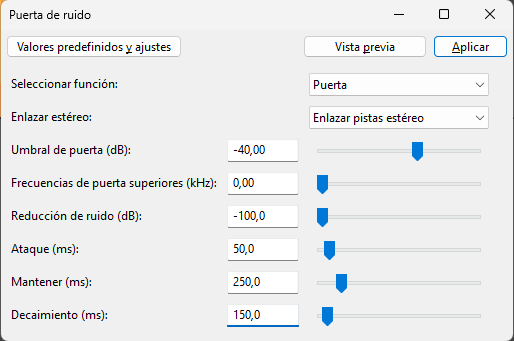 Puerta de ruido
Valores predefinidos y ajustes
Vista previa
Aplicar
Seleccionar función:
Puerta
Enlazar estéreo:
Enlazar pistas estéreo
Umbral de puerta (dB):
-40,00
Frecuencias de puerta superiores (kHz):
0,00
Reducción de ruido (dB):
-100,0
Ataque (ms):
50,0
Mantener (ms):
250,0
Decaimiento (ms):
150,0